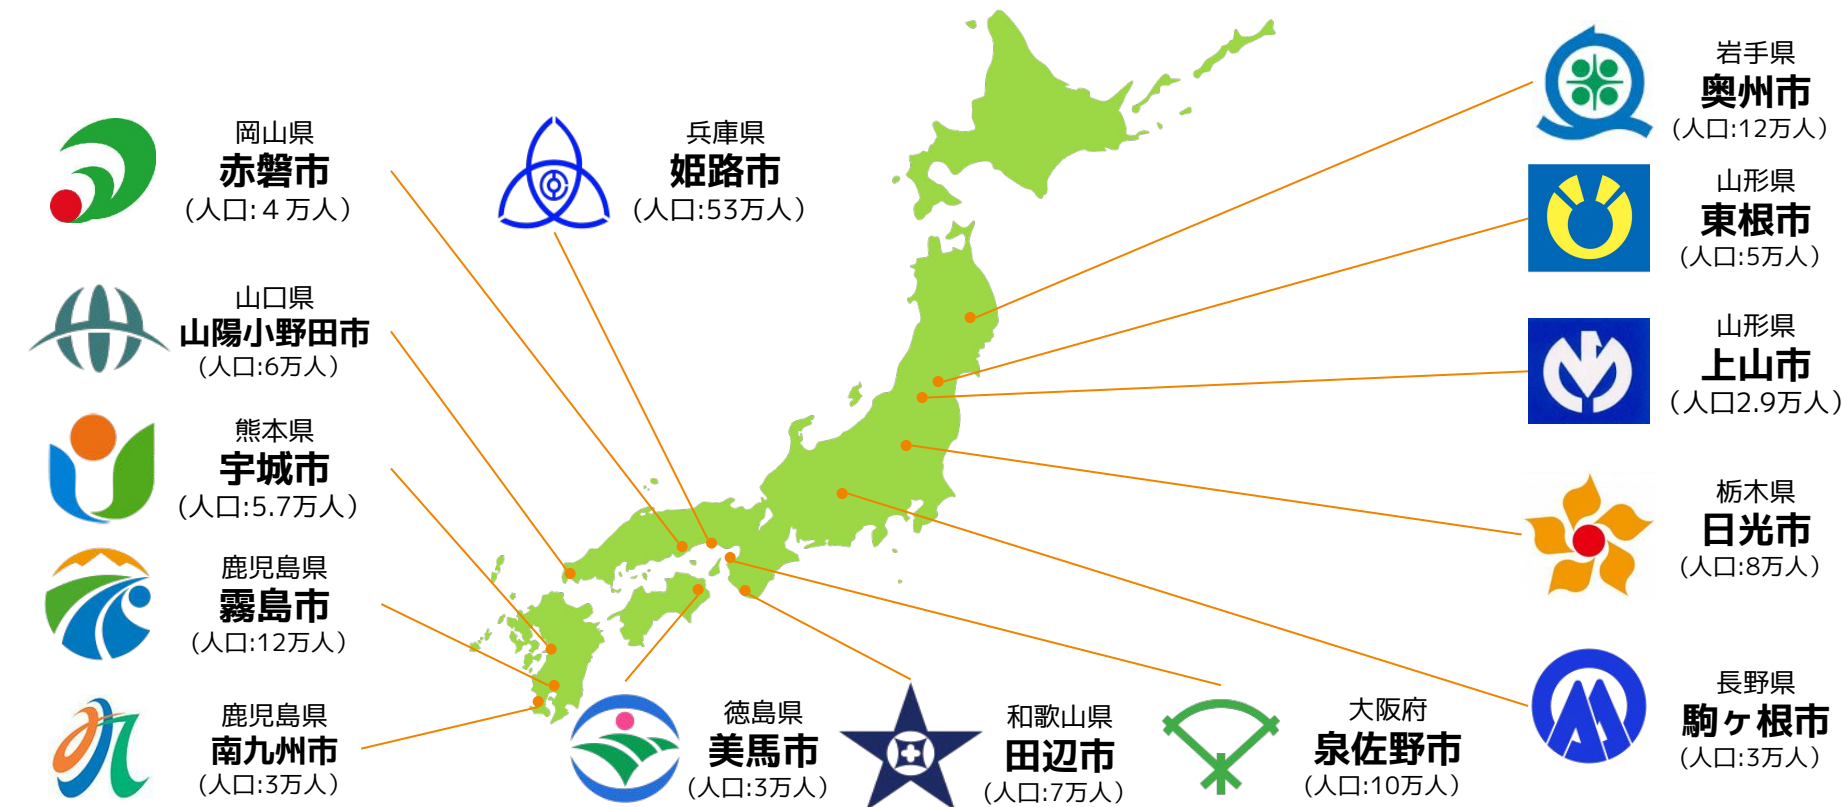 岡山県
赤磐市
(人口:４万人)
兵庫県
姫路市
(人口:53万人)
山口県
山陽小野田市
(人口:6万人)
熊本県
宇城市
(人口:5.7万人)
鹿児島県
霧島市
(人口:12万人)
鹿児島県
南九州市
(人口:3万人)
徳島県
美馬市
(人口:3万人)
和歌山県
田辺市
(人口:7万人)
大阪府
泉佐野市
(人口:10万人)
岩手県
奥州市
(人口:12万人)
山形県
東根市
(人口:5万人)
山形県
上山市
(人口2.9万人)
栃木県
日光市
(人口:8万人)
長野県
駒ヶ根市
(人口:3万人)